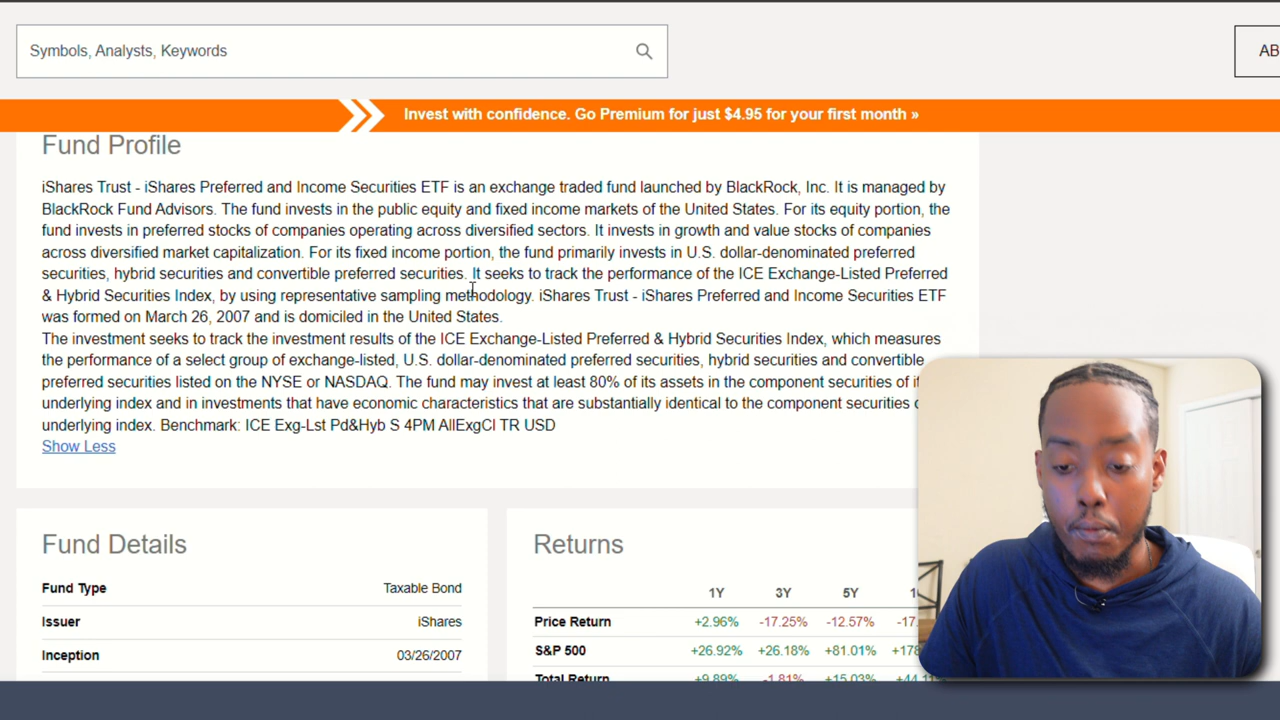 Symbols, Analysts, Keywords
AB
Invest with confidence. Go Premium for just $4.95 for your first month »
Fund Profile
iShares Trust - iShares Preferred and Income Securities ETF is an exchange traded fund launched by BlackRock, Inc. It is managed by
BlackRock Fund Advisors. The fund invests in the public equity and fixed income markets of the United States. For its equity portion, the
fund invests in preferred stocks of companies operating across diversified sectors. It invests in growth and value stocks of companies
across diversified market capitalization. For its fixed income portion, the fund primarily invests in U.S. dollar-denominated preferred
securities, hybrid securities and convertible preferred securities. It seeks to track the performance of the ICE Exchange-Listed Preferred
& Hybrid Securities Index, by using representative sampling methodology. iShares Trust - iShares Preferred and Income Securities ETF
was formed on March 26, 2007 and is domiciled in the United States.
The investment seeks to track the investment results of the ICE Exchange-Listed Preferred & Hybrid Securities Index, which measures
the performance of a select group of exchange-listed, U.S. dollar-denominated preferred securities, hybrid securities and convertible
preferred securities listed on the NYSE or NASDAQ. The fund may invest at least 80% of its assets in the component securities of
underlying index and in investments that have economic characteristics that are substantially identical to the component securities
underlying index. Benchmark: ICE Exg-Lst Pd&Hyb S 4PM AllExgCl TR USD
Show Less
Fund Details
Fund Type Taxable Bond
Issuer iShares
Inception 03/26/2007
Returns
1Y 3Y 5Y
Price Return +2.96% -17.25% -12.57% -17.
S&P 500 +26.92% +26.18% +81.01% +178
Total Return +9.89% -1.81% +15.03%